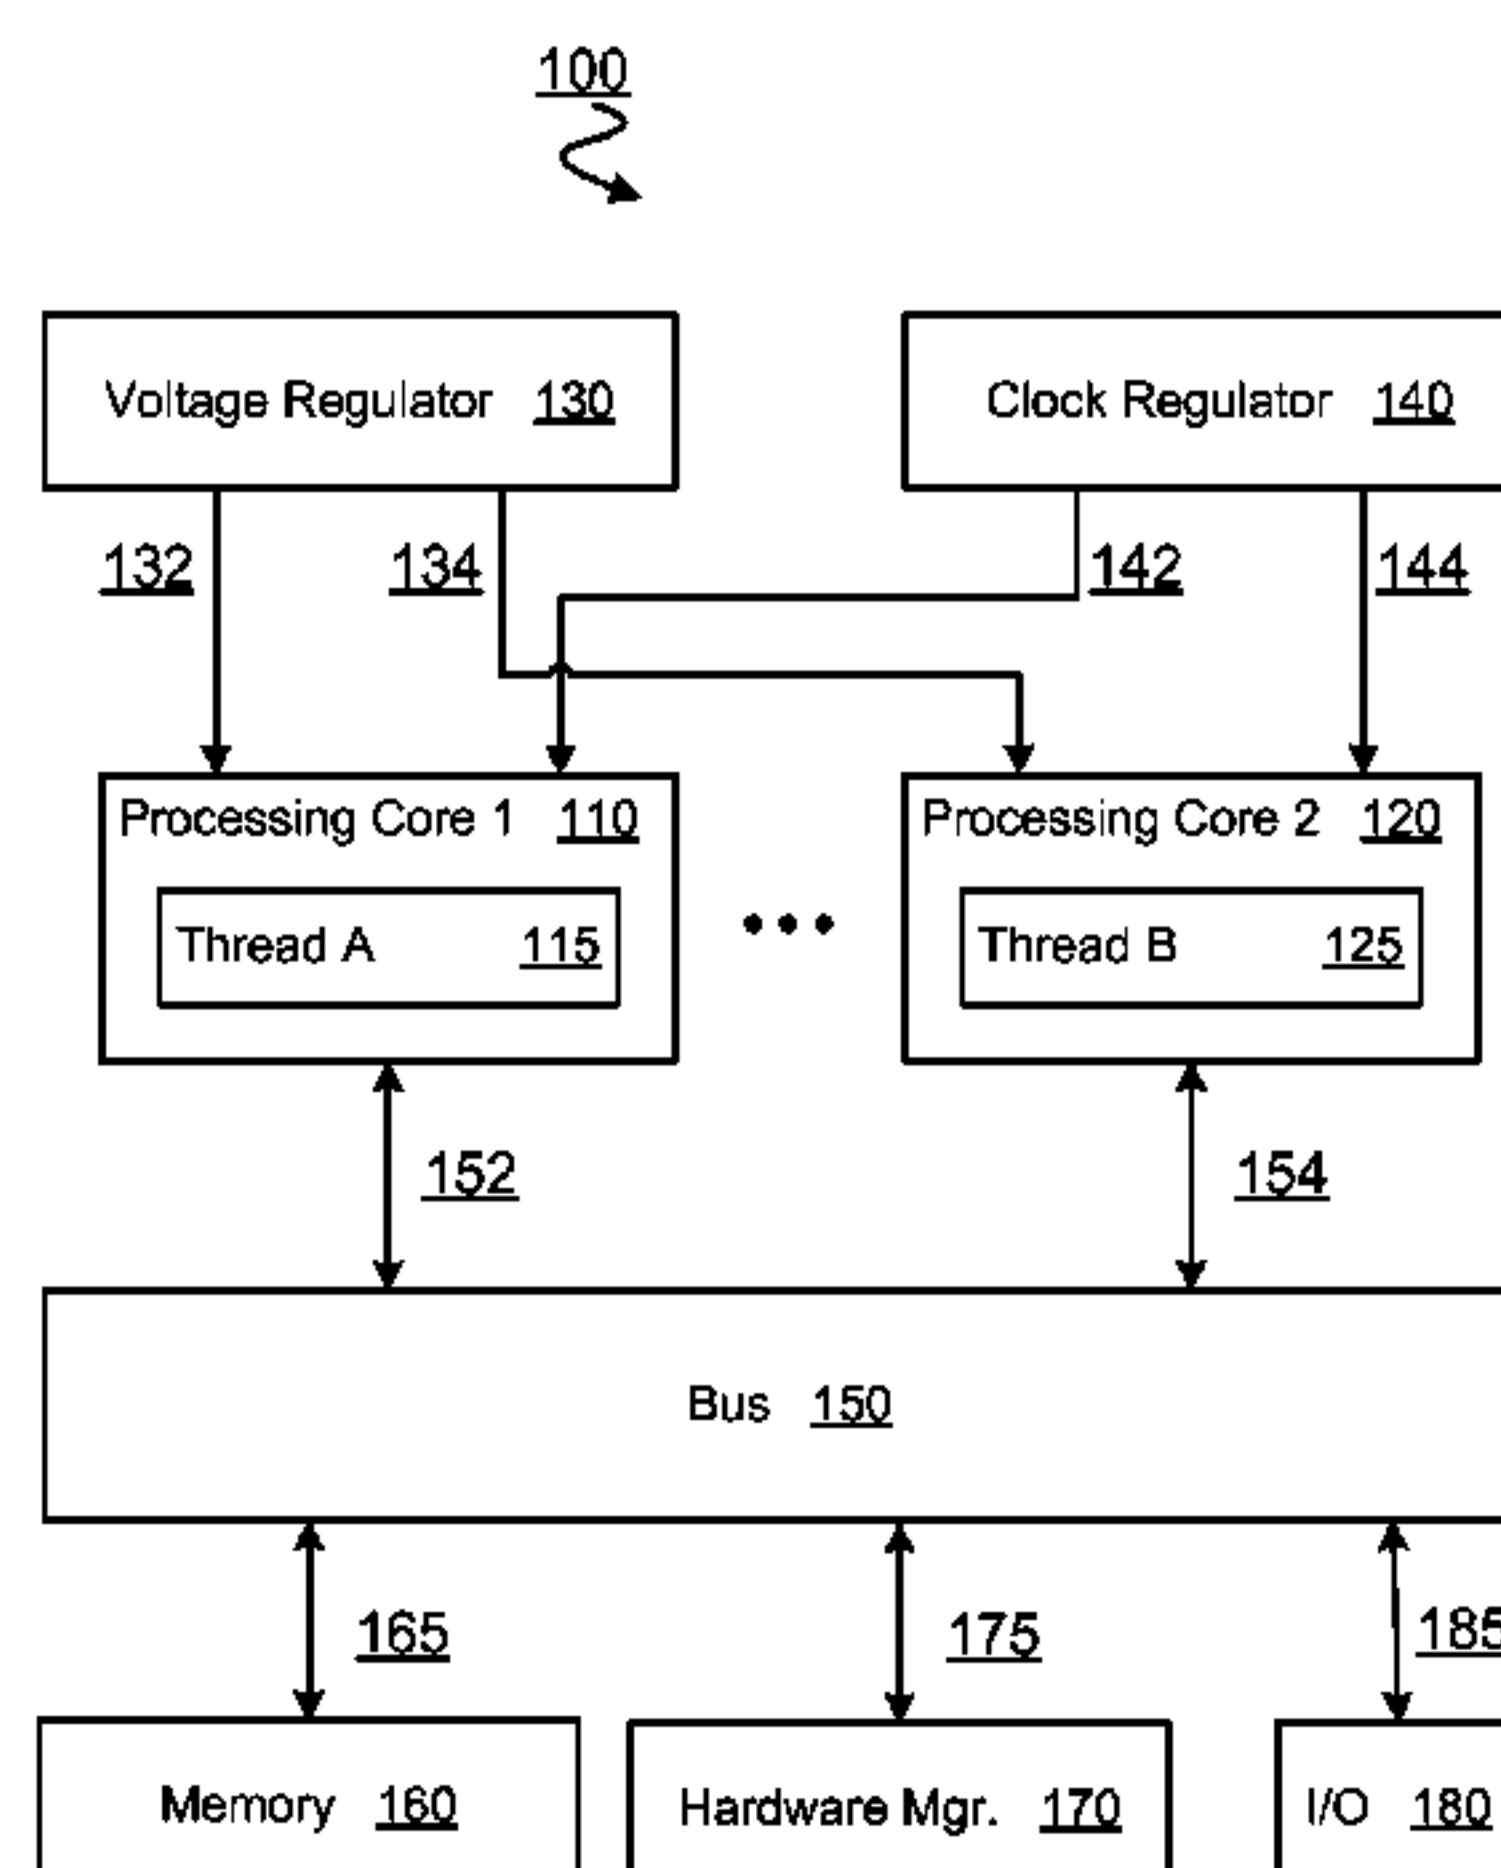 100
Voltage Regulator 130
Clock Regulator 140
132
134
142
144
Processing Core 1 110
Processing Core 2 120
Thread A 115
Thread B 125
152
154
Bus 150
165
175
185
Memory 160
Hardware Mgr. 170
I/O 180